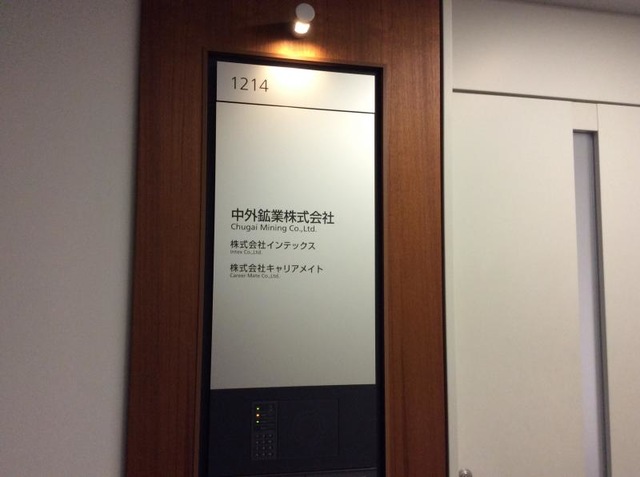 1214
中外鉱業株式会社
Chugai Mining Co.,Ltd.
株式会社インテックス
Intex Co.,Ltd.
株式会社キャリアメイト
Career Mate Co.,Ltd.